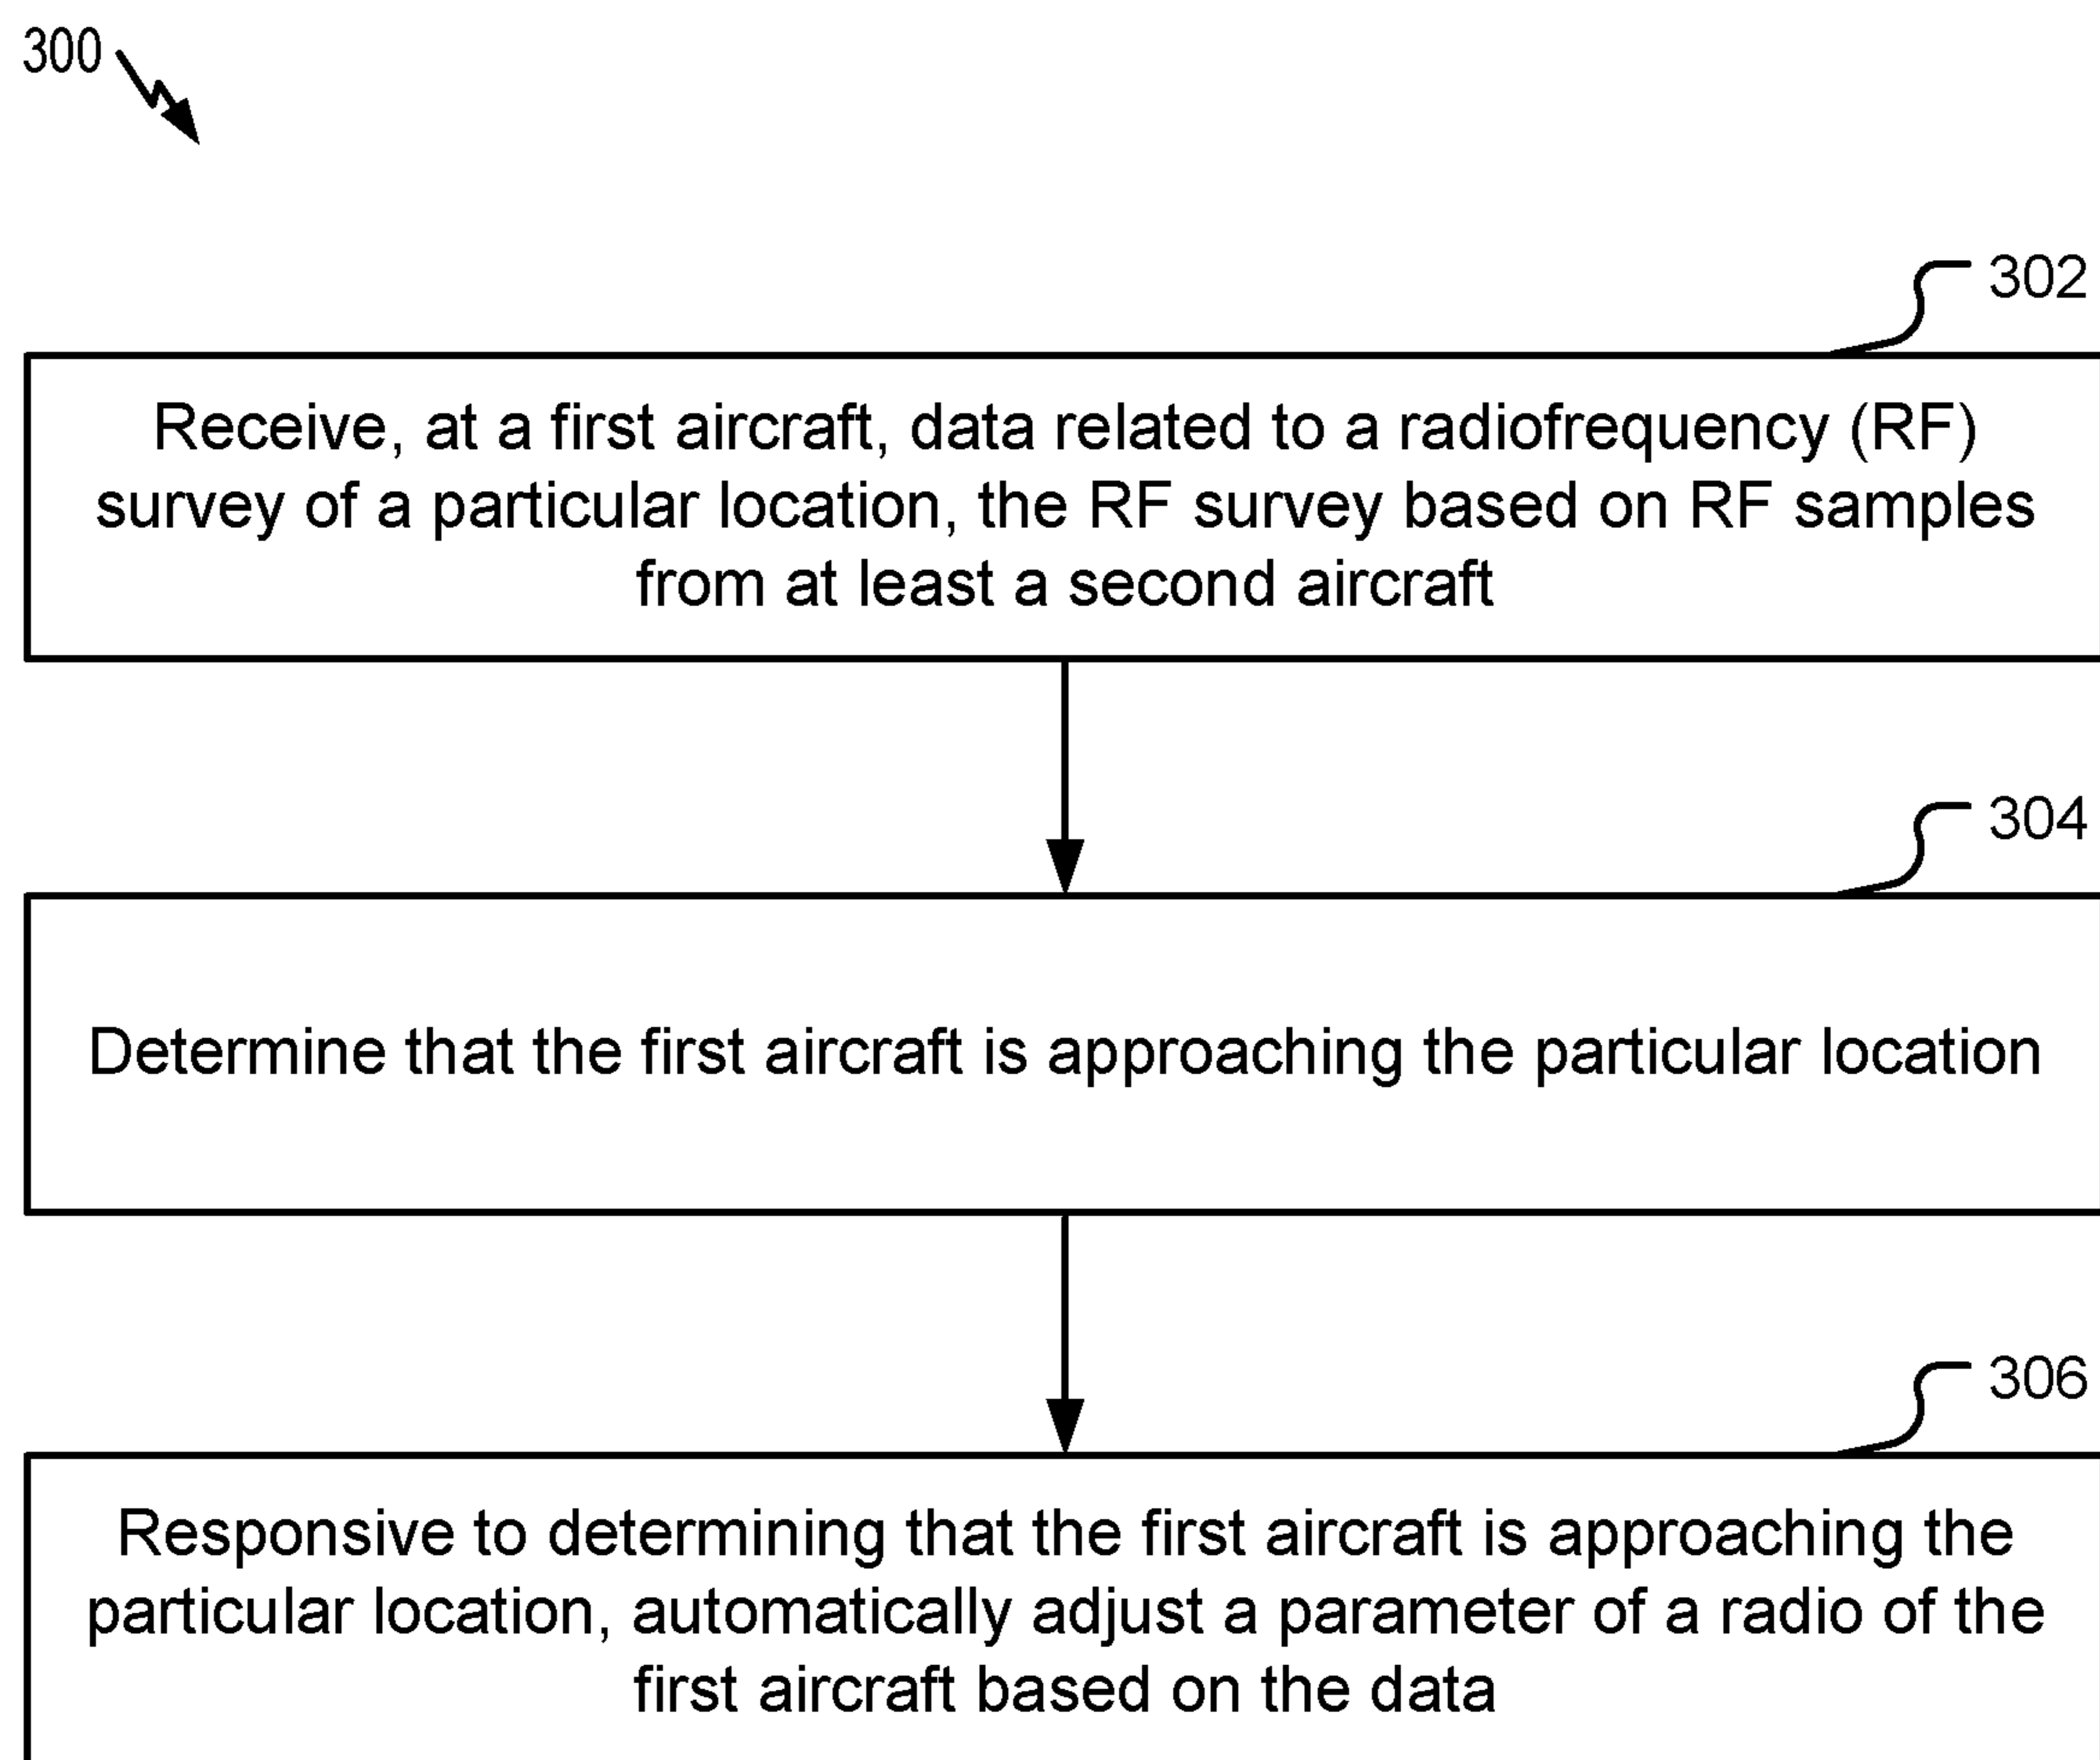 300
302
Receive, at a first aircraft, data related to a radiofrequency (RF)
survey of a particular location, the RF survey based on RF samples
from at least a second aircraft
304
Determine that the first aircraft is approaching the particular location
306
Responsive to determining that the first aircraft is approaching the
particular location, automatically adjust a parameter of a radio of the
first aircraft based on the data